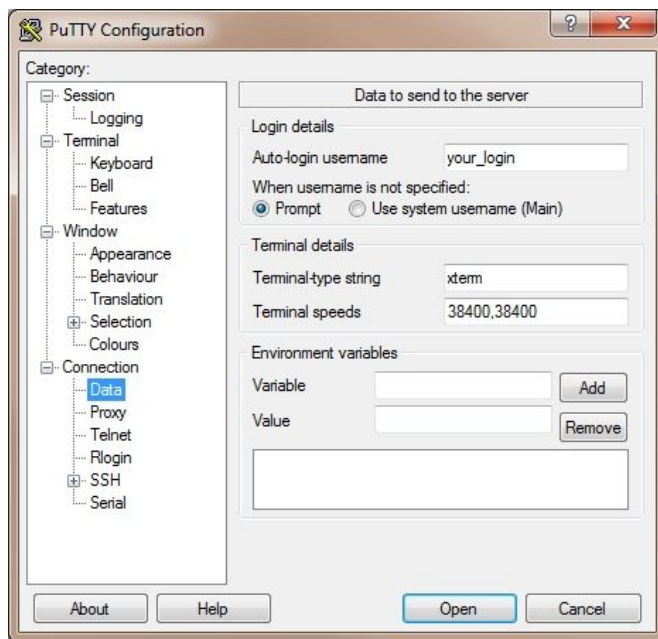 PuTTY Configuration
?
X
Category:
Session
Logging
Terminal
Keyboard
Bell
Features
Window
Appearance
Behaviour
Translation
Selection
Colours
Connection
Data
Proxy
Telnet
Rlogin
SSH
Serial
Data to send to the server
Login details
Auto-login username your_login
When username is not specified:
Prompt Use system username (Main)
Terminal details
Terminal-type string xterm
Terminal speeds 38400,38400
Environment variables
Variable Add
Value Remove
About Help Open Cancel